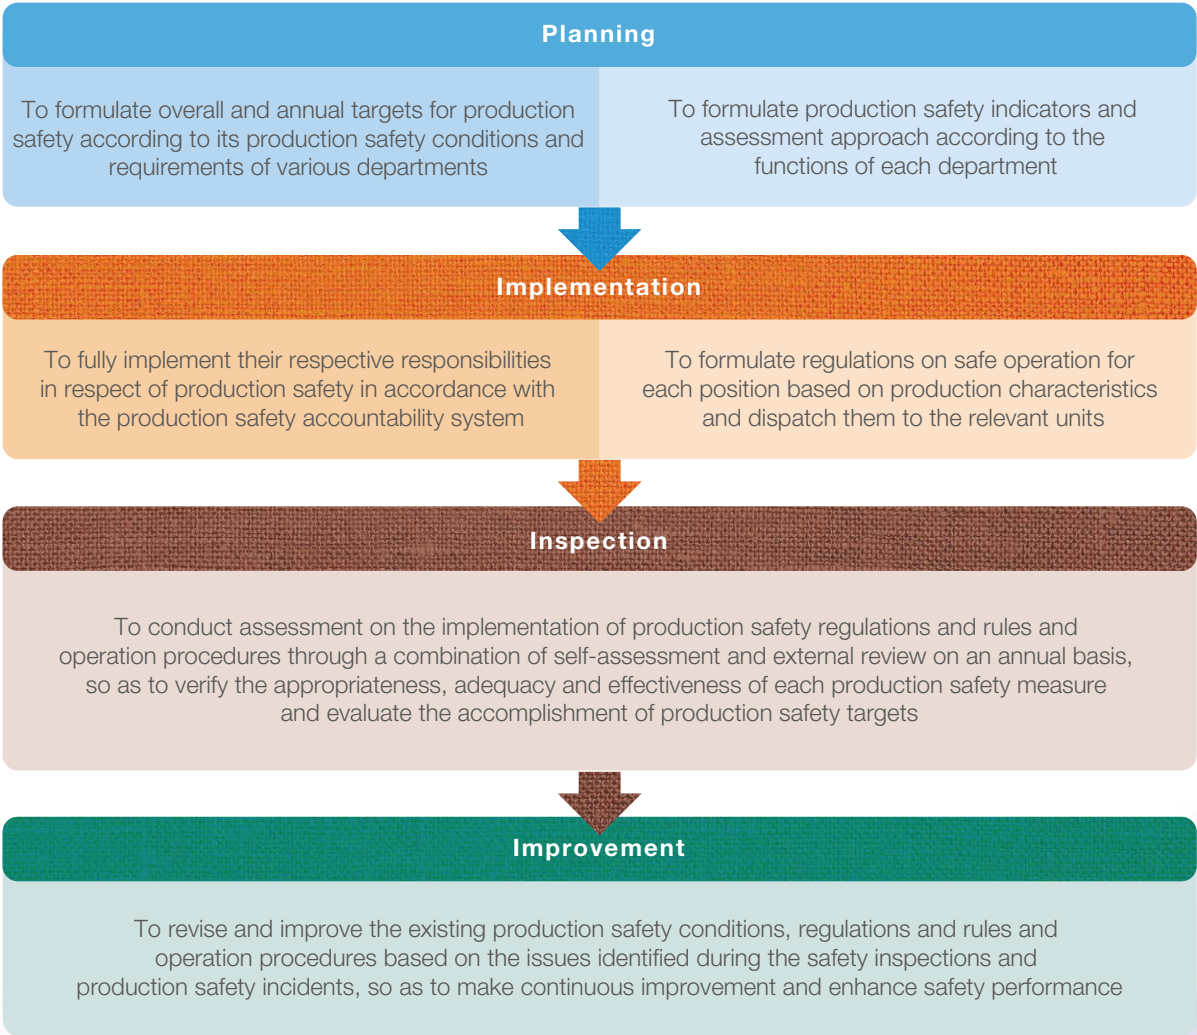 Planning
To formulate overall and annual targets for production
safety according to its production safety conditions and
requirements of various departments
To formulate production safety indicators and
assessment approach according to the
functions of each department
Implementation
To fully implement their respective responsibilities
in respect of production safety in accordance with
the production safety accountability system
To formulate regulations on safe operation for
each position based on production characteristics
and dispatch them to the relevant units
Inspection
To conduct assessment on the implementation of production safety regulations and rules and
operation procedures through a combination of self-assessment and external review on an annual basis,
so as to verify the appropriateness, adequacy and effectiveness of each production safety measure
and evaluate the accomplishment of production safety targets
Improvement
To revise and improve the existing production safety conditions, regulations and rules and
operation procedures based on the issues identified during the safety inspections and
production safety incidents, so as to make continuous improvement and enhance safety performance